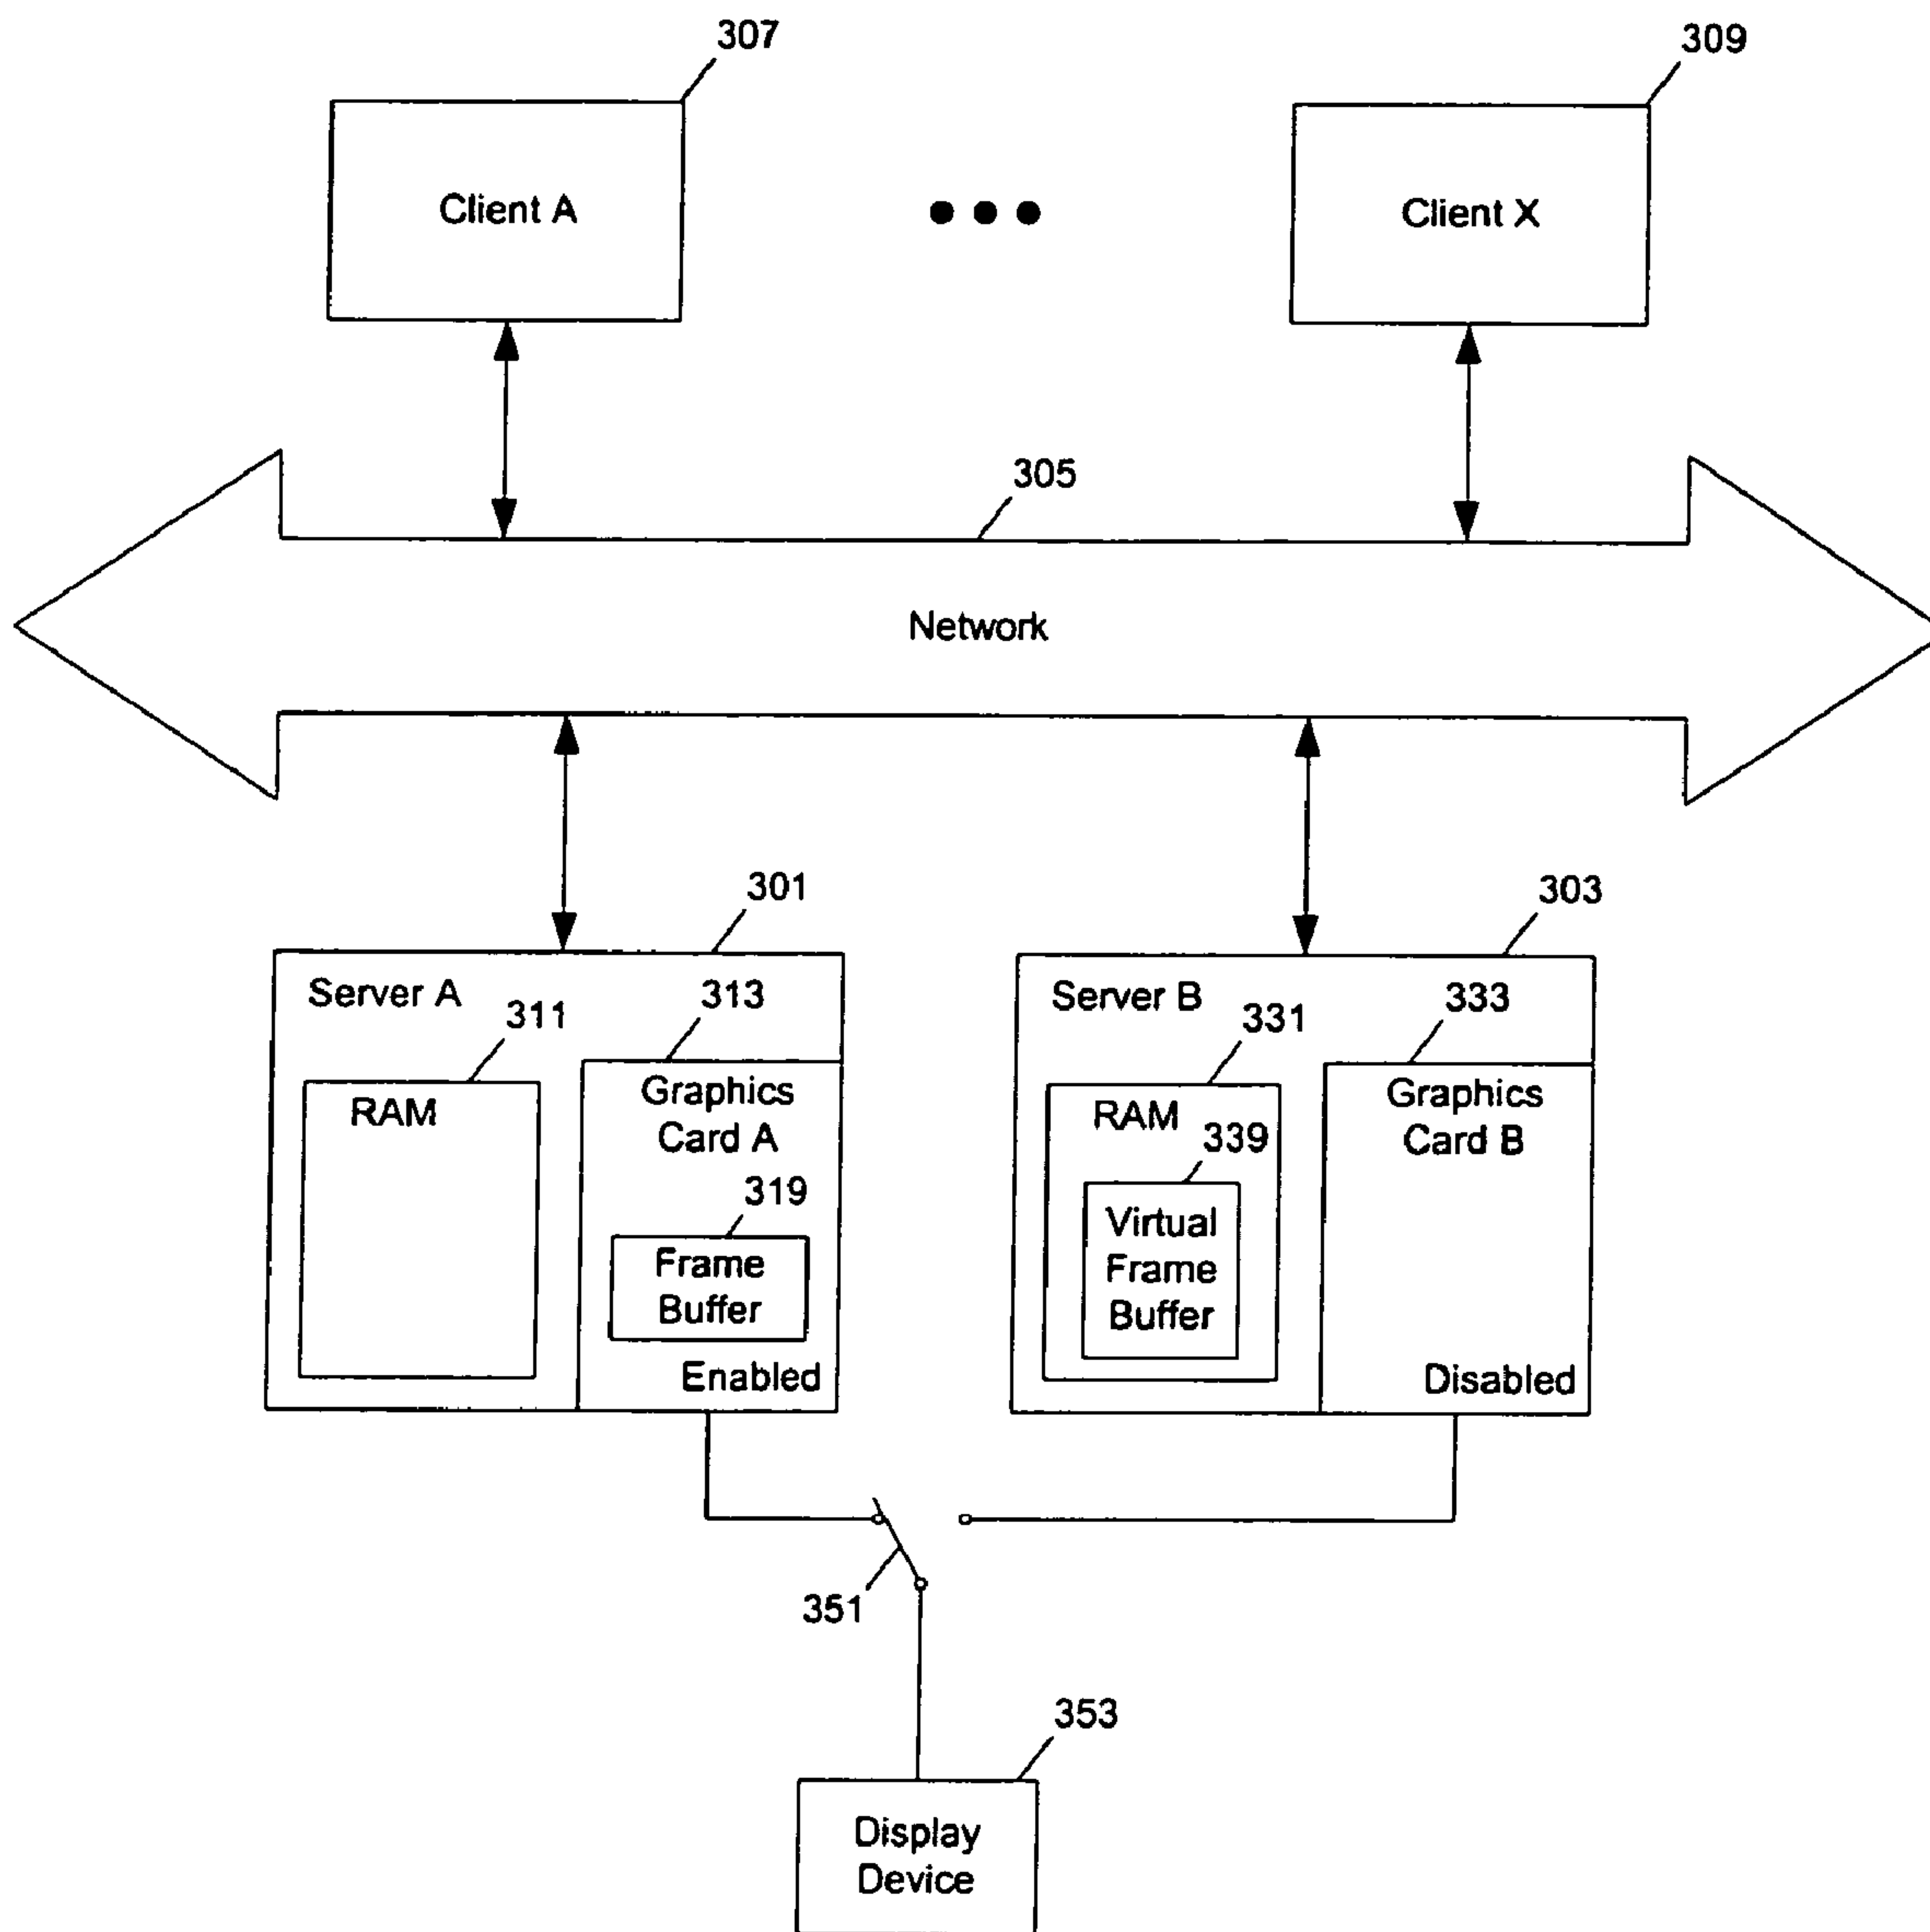 307
309
Client A
Client X
305
Network
301
303
Server A
313
311
RAM
Graphics
Card A
319
Frame
Buffer
Enabled
Server B
333
331
RAM
339
Virtual
Frame
Buffer
Graphics
Card B
Disabled
351
353
Display
Device